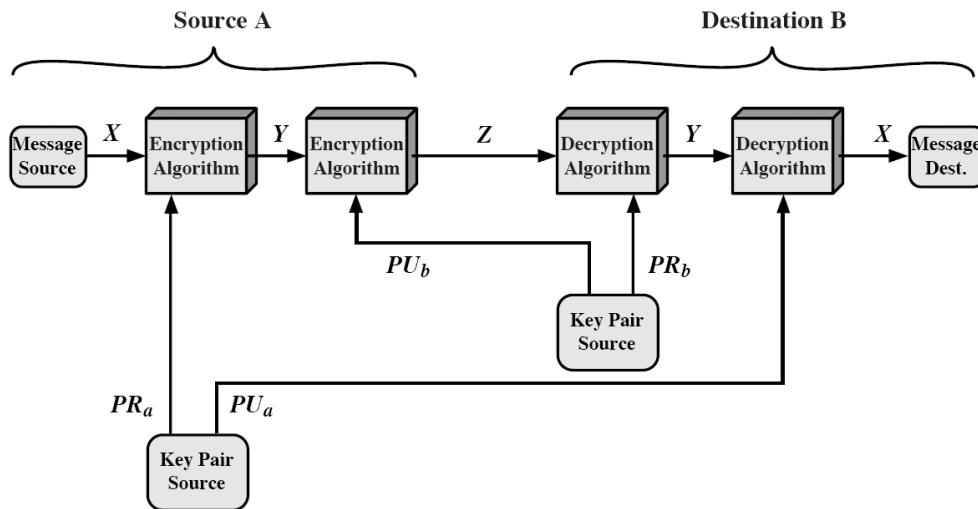 Source A
Destination B
Message
Source
X
Encryption
Algorithm
Y
Encryption
Algorithm
Z
Decryption
Algorithm
Y
Decryption
Algorithm
X
Message
Dest.
PUb
PRb
Key Pair
Source
PRa
PUa
Key Pair
Source